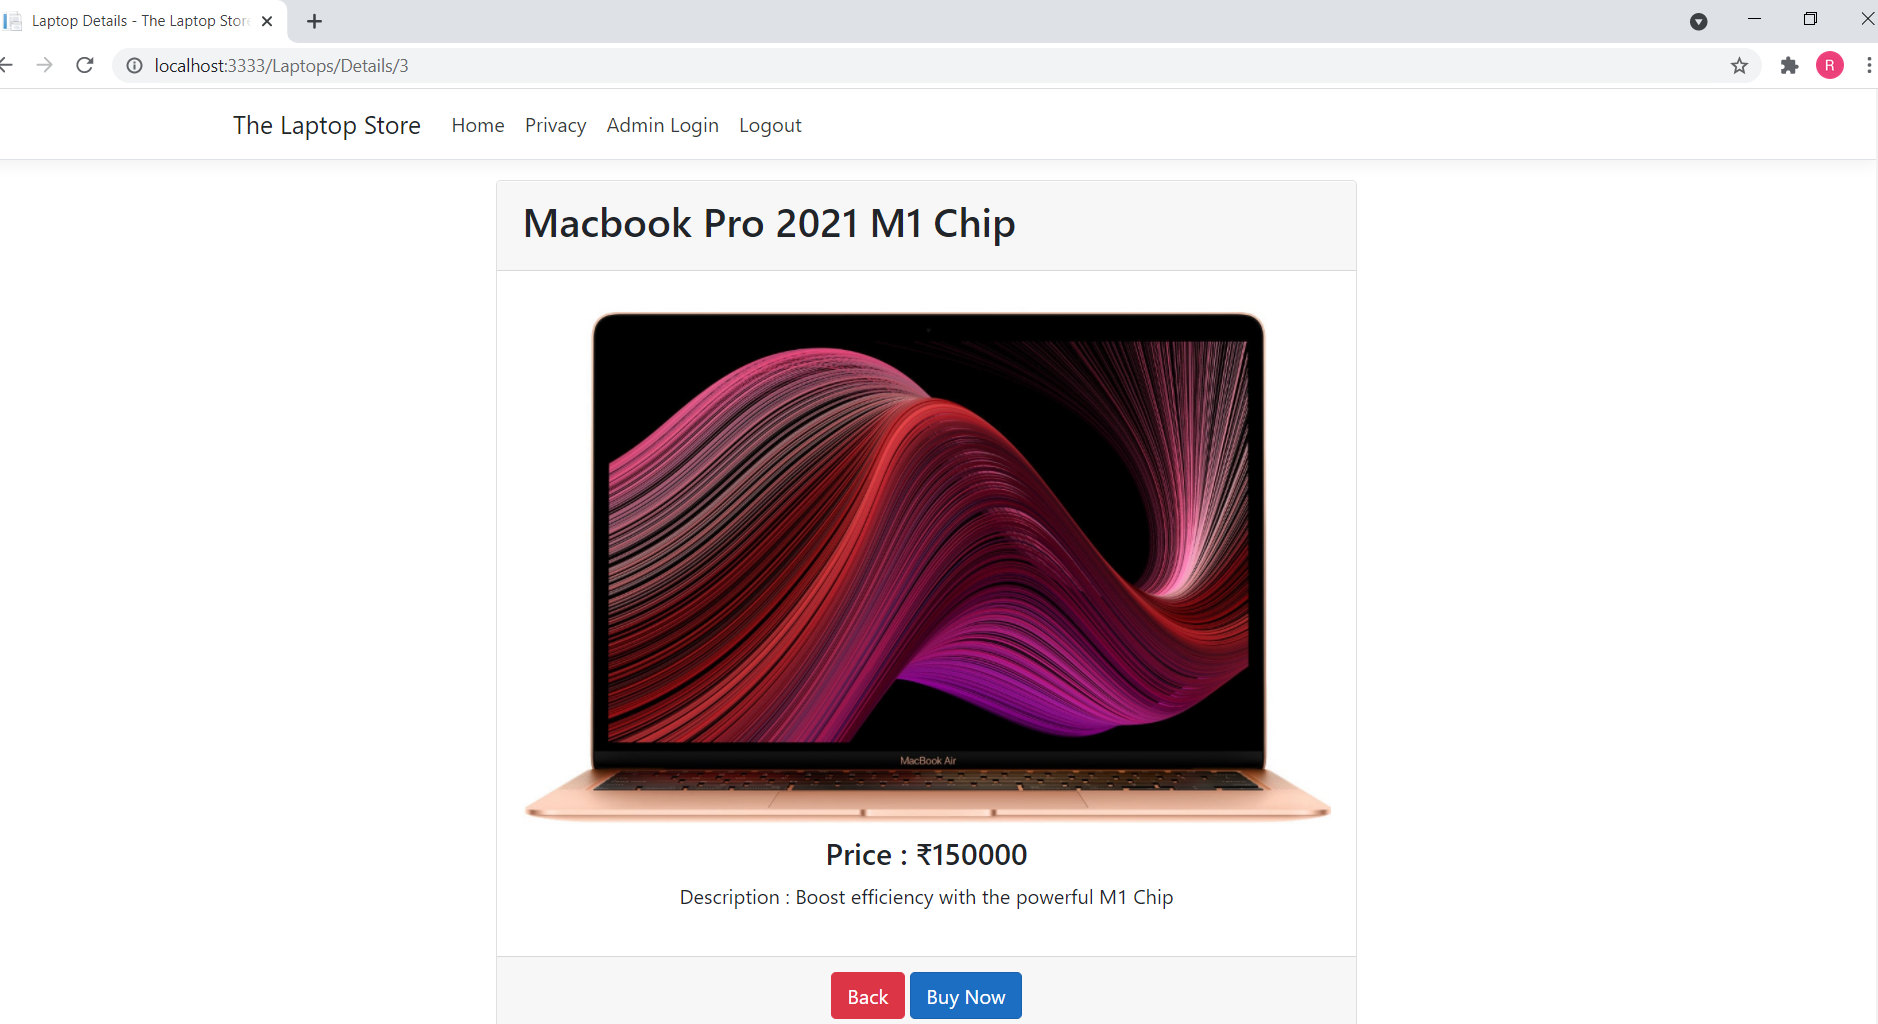 Laptop Details - The Laptop Store
localhost:3333/Laptops/Details/3
R
The Laptop Store Home Privacy Admin Login Logout
Macbook Pro 2021 M1 Chip
MacBook Air
Price : ₹150000
Description : Boost efficiency with the powerful M1 Chip
Back Buy Now